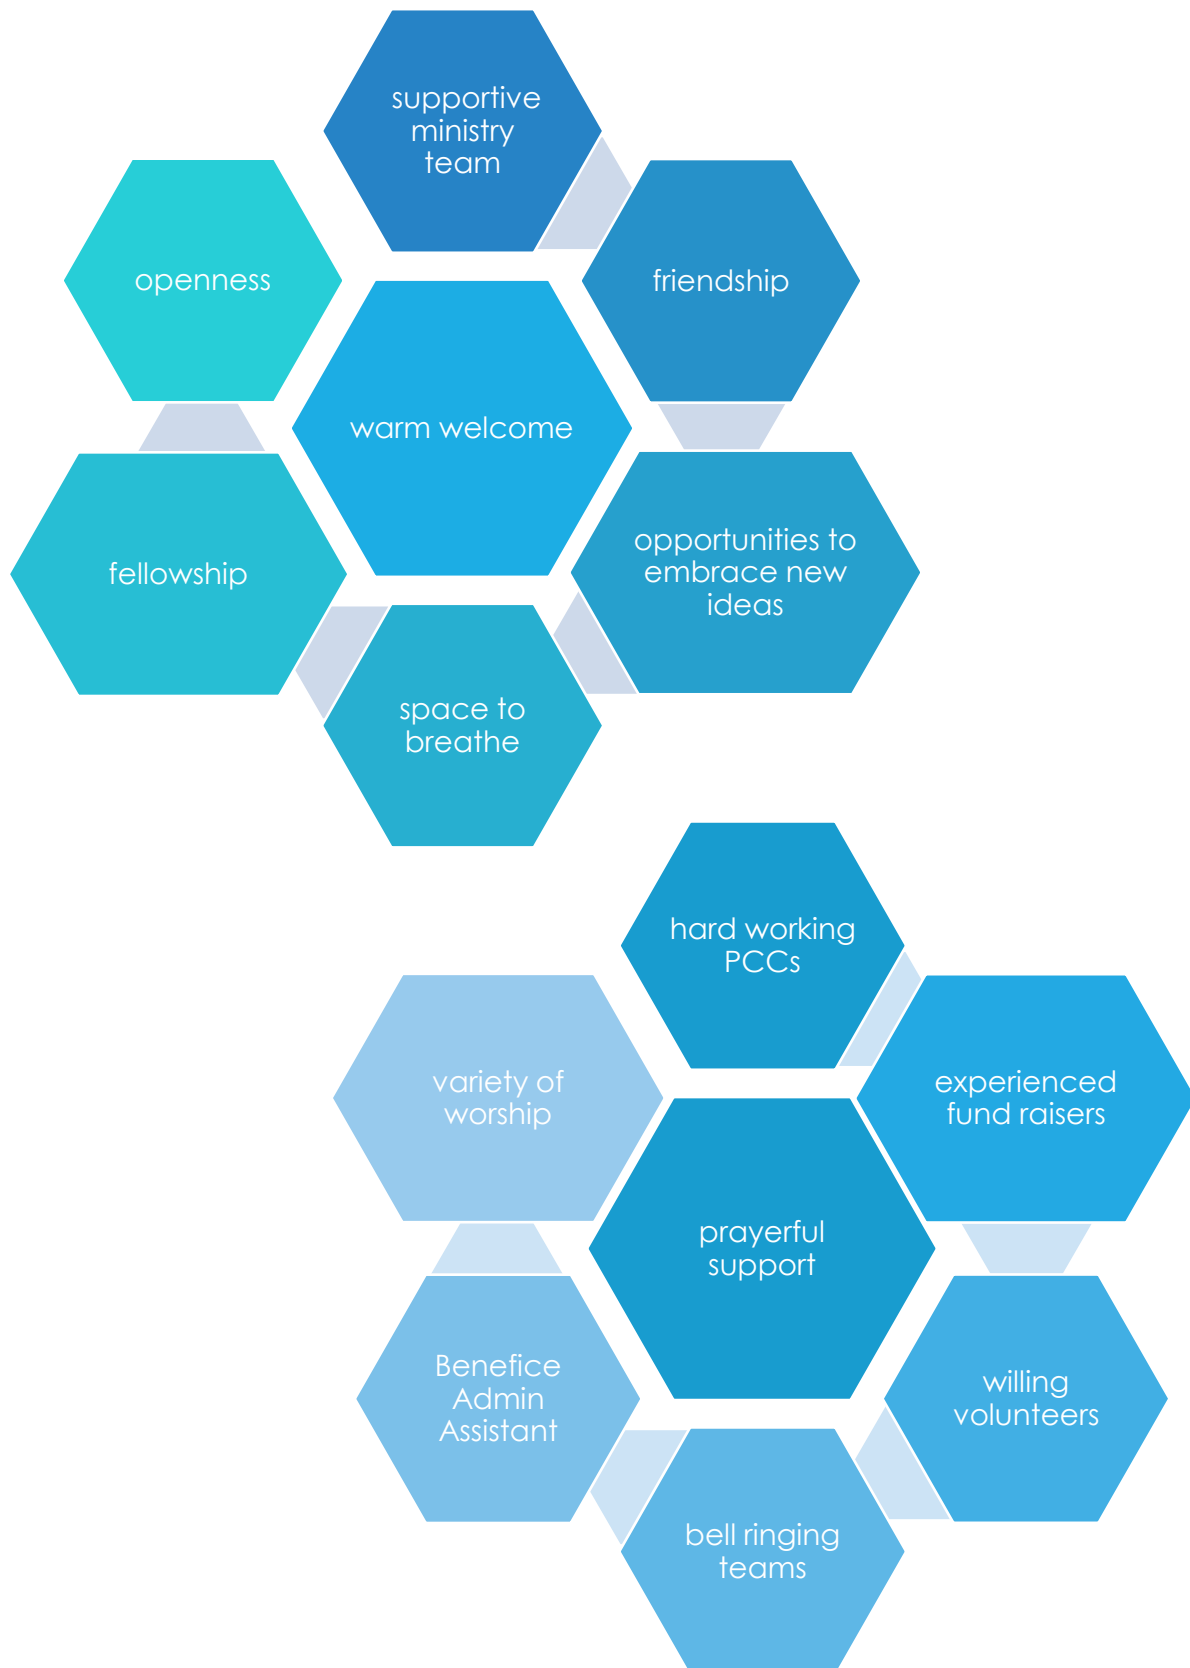 supportive
ministry
team
openness
friendship
warm welcome
opportunities to
embrace new
ideas
fellowship
space to
breathe
hard working
PCCs
variety of
worship
experienced
fund raisers
prayerful
support
Benefice
Admin
Assistant
willing
volunteers
bell ringing
teams